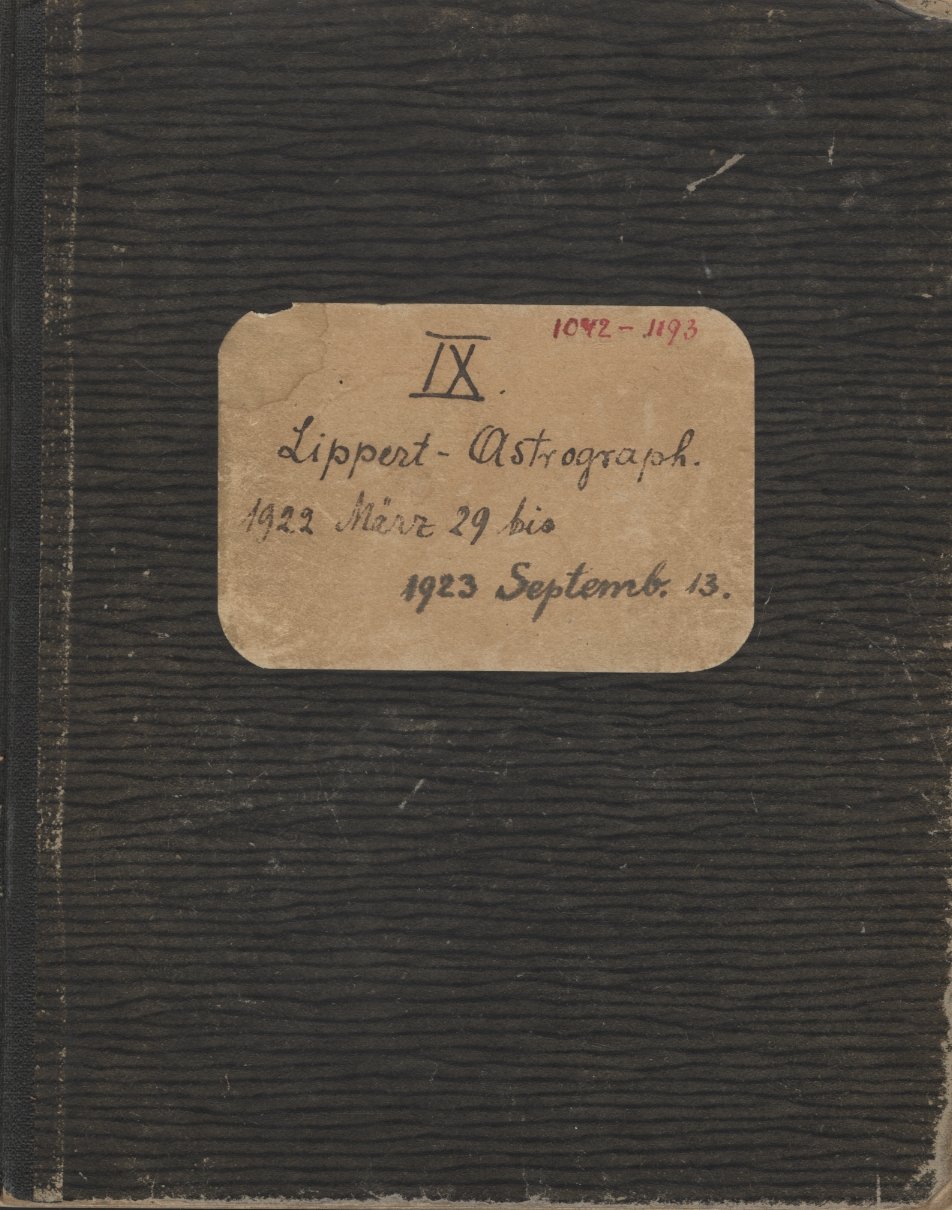 1042 - 1193
IX.
Lippert - Astrograph.
1922 März 29 bis
1923 Septemb. 13.